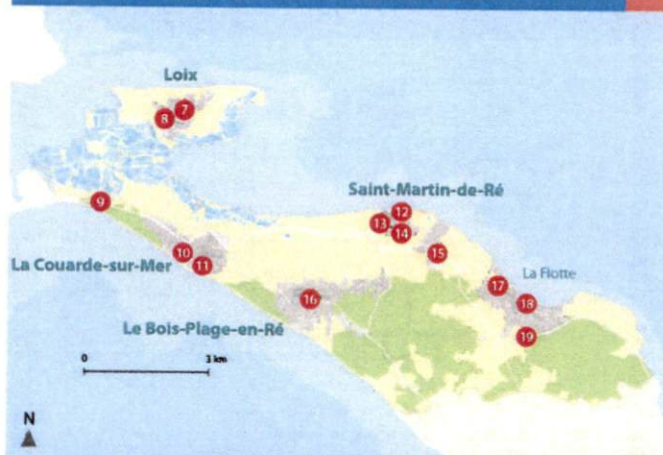 Loix
7
8
Saint-Martin-de-Ré
9
12
13
14
10
La Couarde-sur-Mer
11
15
La Flotte
17
16
18
Le Bois-Plage-en-Ré
19
0 3 km
N